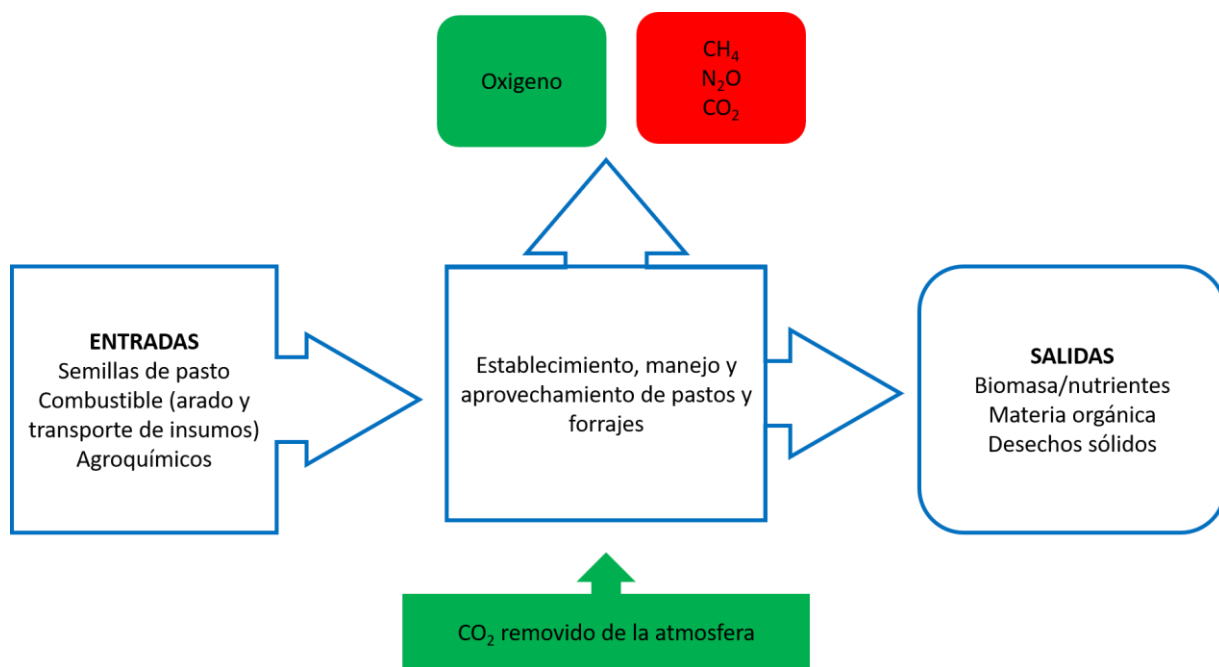 Oxigeno
CH₄
N₂O
CO₂
ENTRADAS
Semillas de pasto
Combustible (arado y
transporte de insumos)
Agroquímicos
Establecimiento, manejo y
aprovechamiento de pastos y
forrajes
SALIDAS
Biomasa/nutrientes
Materia orgánica
Desechos sólidos
CO₂ removido de la atmosfera